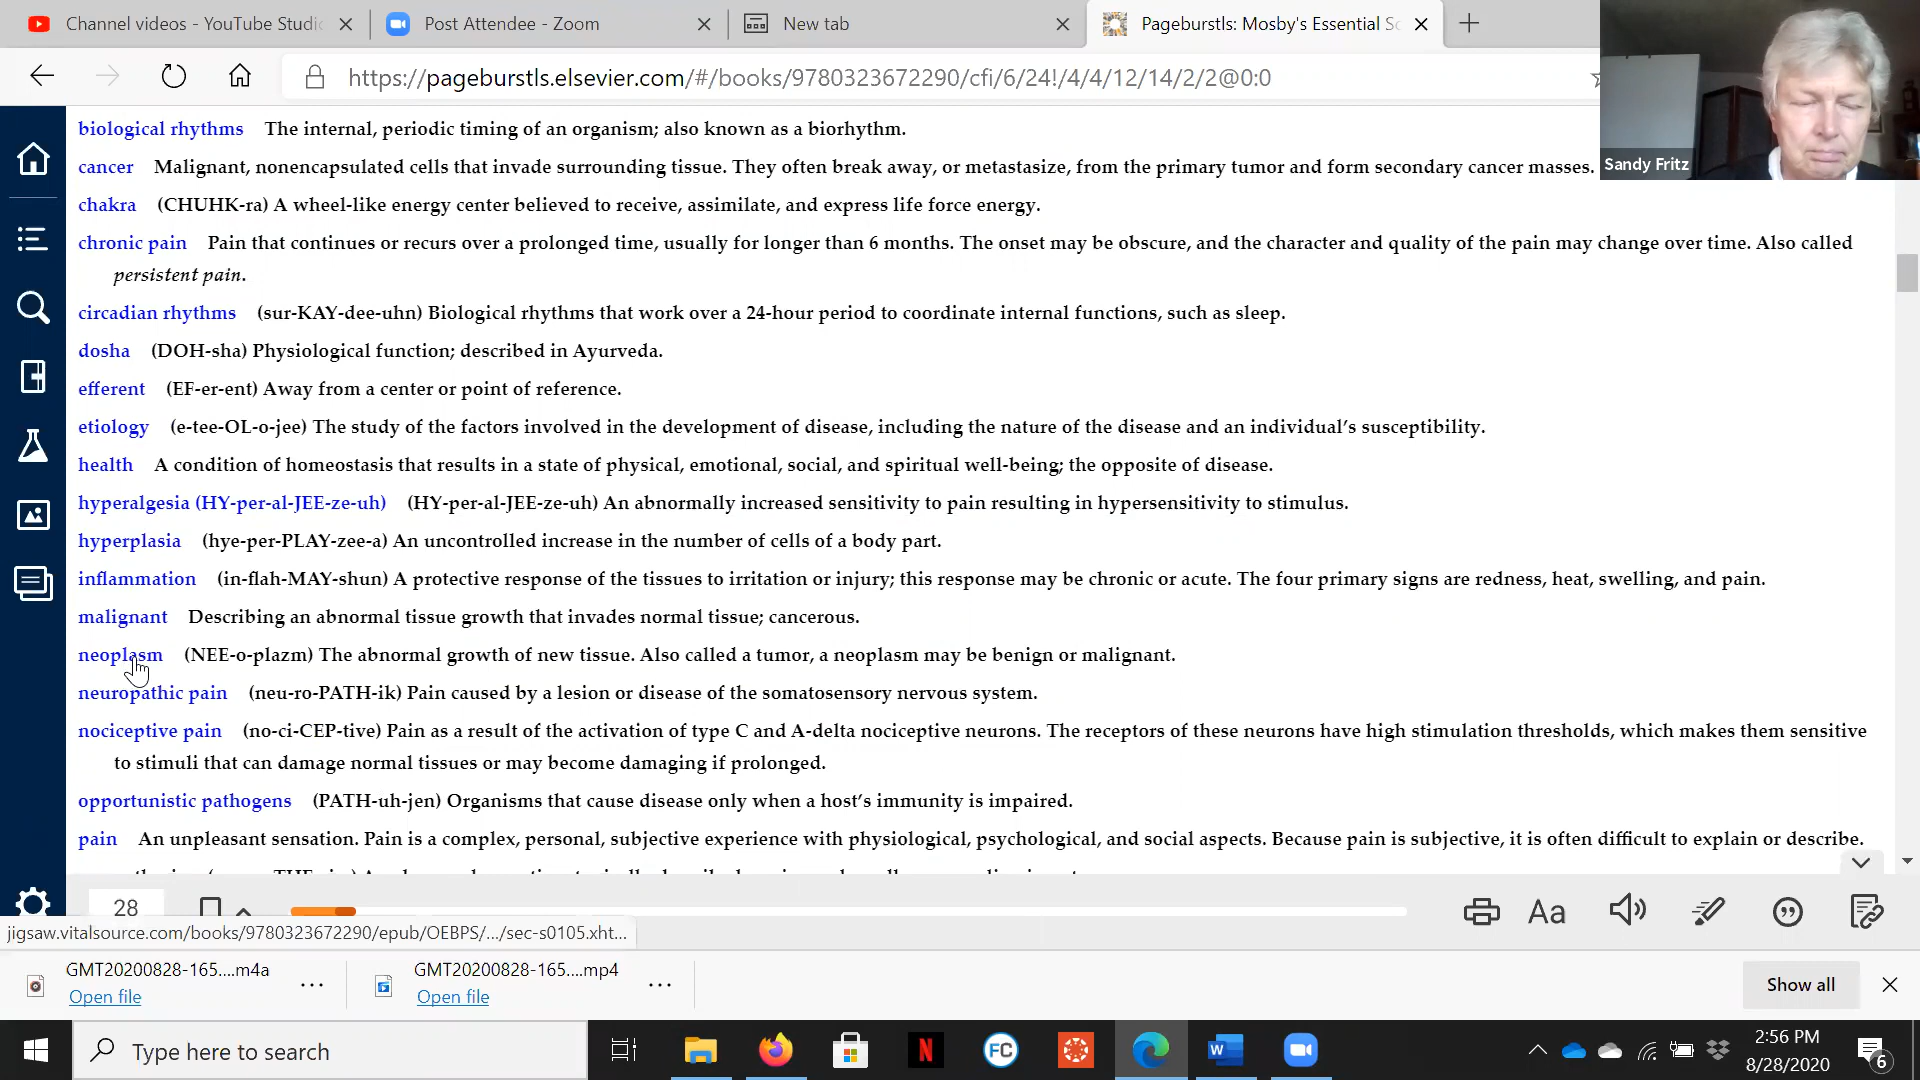 Channel videos - YouTube Studi
Post Attendee - Zoom
New tab
Pageburstls: Mosby's Essential Sc
https://pageburstls.elsevier.com/#/books/9780323672290/cfi/6/24!/4/4/12/14/2/2@0:0
Sandy Fritz
biological rhythms The internal, periodic timing of an organism; also known as a biorhythm.
cancer Malignant, nonencapsulated cells that invade surrounding tissue. They often break away, or metastasize, from the primary tumor and form secondary cancer masses.
chakra (CHUHK-ra) A wheel-like energy center believed to receive, assimilate, and express life force energy.
chronic pain Pain that continues or recurs over a prolonged time, usually for longer than 6 months. The onset may be obscure, and the character and quality of the pain may change over time. Also called
persistent pain.
circadian rhythms (sur-KAY-dee-uhn) Biological rhythms that work over a 24-hour period to coordinate internal functions, such as sleep.
dosha (DOH-sha) Physiological function; described in Ayurveda.
efferent (EF-er-ent) Away from a center or point of reference.
etiology (e-tee-OL-o-jee) The study of the factors involved in the development of disease, including the nature of the disease and an individual's susceptibility.
health A condition of homeostasis that results in a state of physical, emotional, social, and spiritual well-being; the opposite of disease.
hyperalgesia (HY-per-al-JEE-ze-uh) (HY-per-al-JEE-ze-uh) An abnormally increased sensitivity to pain resulting in hypersensitivity to stimulus.
hyperplasia (hye-per-PLAY-zee-a) An uncontrolled increase in the number of cells of a body part.
inflammation (in-flah-MAY-shun) A protective response of the tissues to irritation or injury; this response may be chronic or acute. The four primary signs are redness, heat, swelling, and pain.
malignant Describing an abnormal tissue growth that invades normal tissue; cancerous.
neoplasm (NEE-o-plazm) The abnormal growth of new tissue. Also called a tumor, a neoplasm may be benign or malignant.
neuropathic pain (neu-ro-PATH-ik) Pain caused by a lesion or disease of the somatosensory nervous system.
nociceptive pain (no-ci-CEP-tive) Pain as a result of the activation of type C and A-delta nociceptive neurons. The receptors of these neurons have high stimulation thresholds, which makes them sensitive
to stimuli that can damage normal tissues or may become damaging if prolonged.
opportunistic pathogens (PATH-uh-jen) Organisms that cause disease only when a host's immunity is impaired.
pain An unpleasant sensation. Pain is a complex, personal, subjective experience with physiological, psychological, and social aspects. Because pain is subjective, it is often difficult to explain or describe.
28
Aa
jigsaw.vitalsource.com/books/9780323672290/epub/OEBPS/.../sec-s0105.xht...
GMT20200828-165....m4a
Open file
GMT20200828-165....mp4
Open file
Show all
Type here to search
N
FC
W
2:56 PM
8/28/2020
6